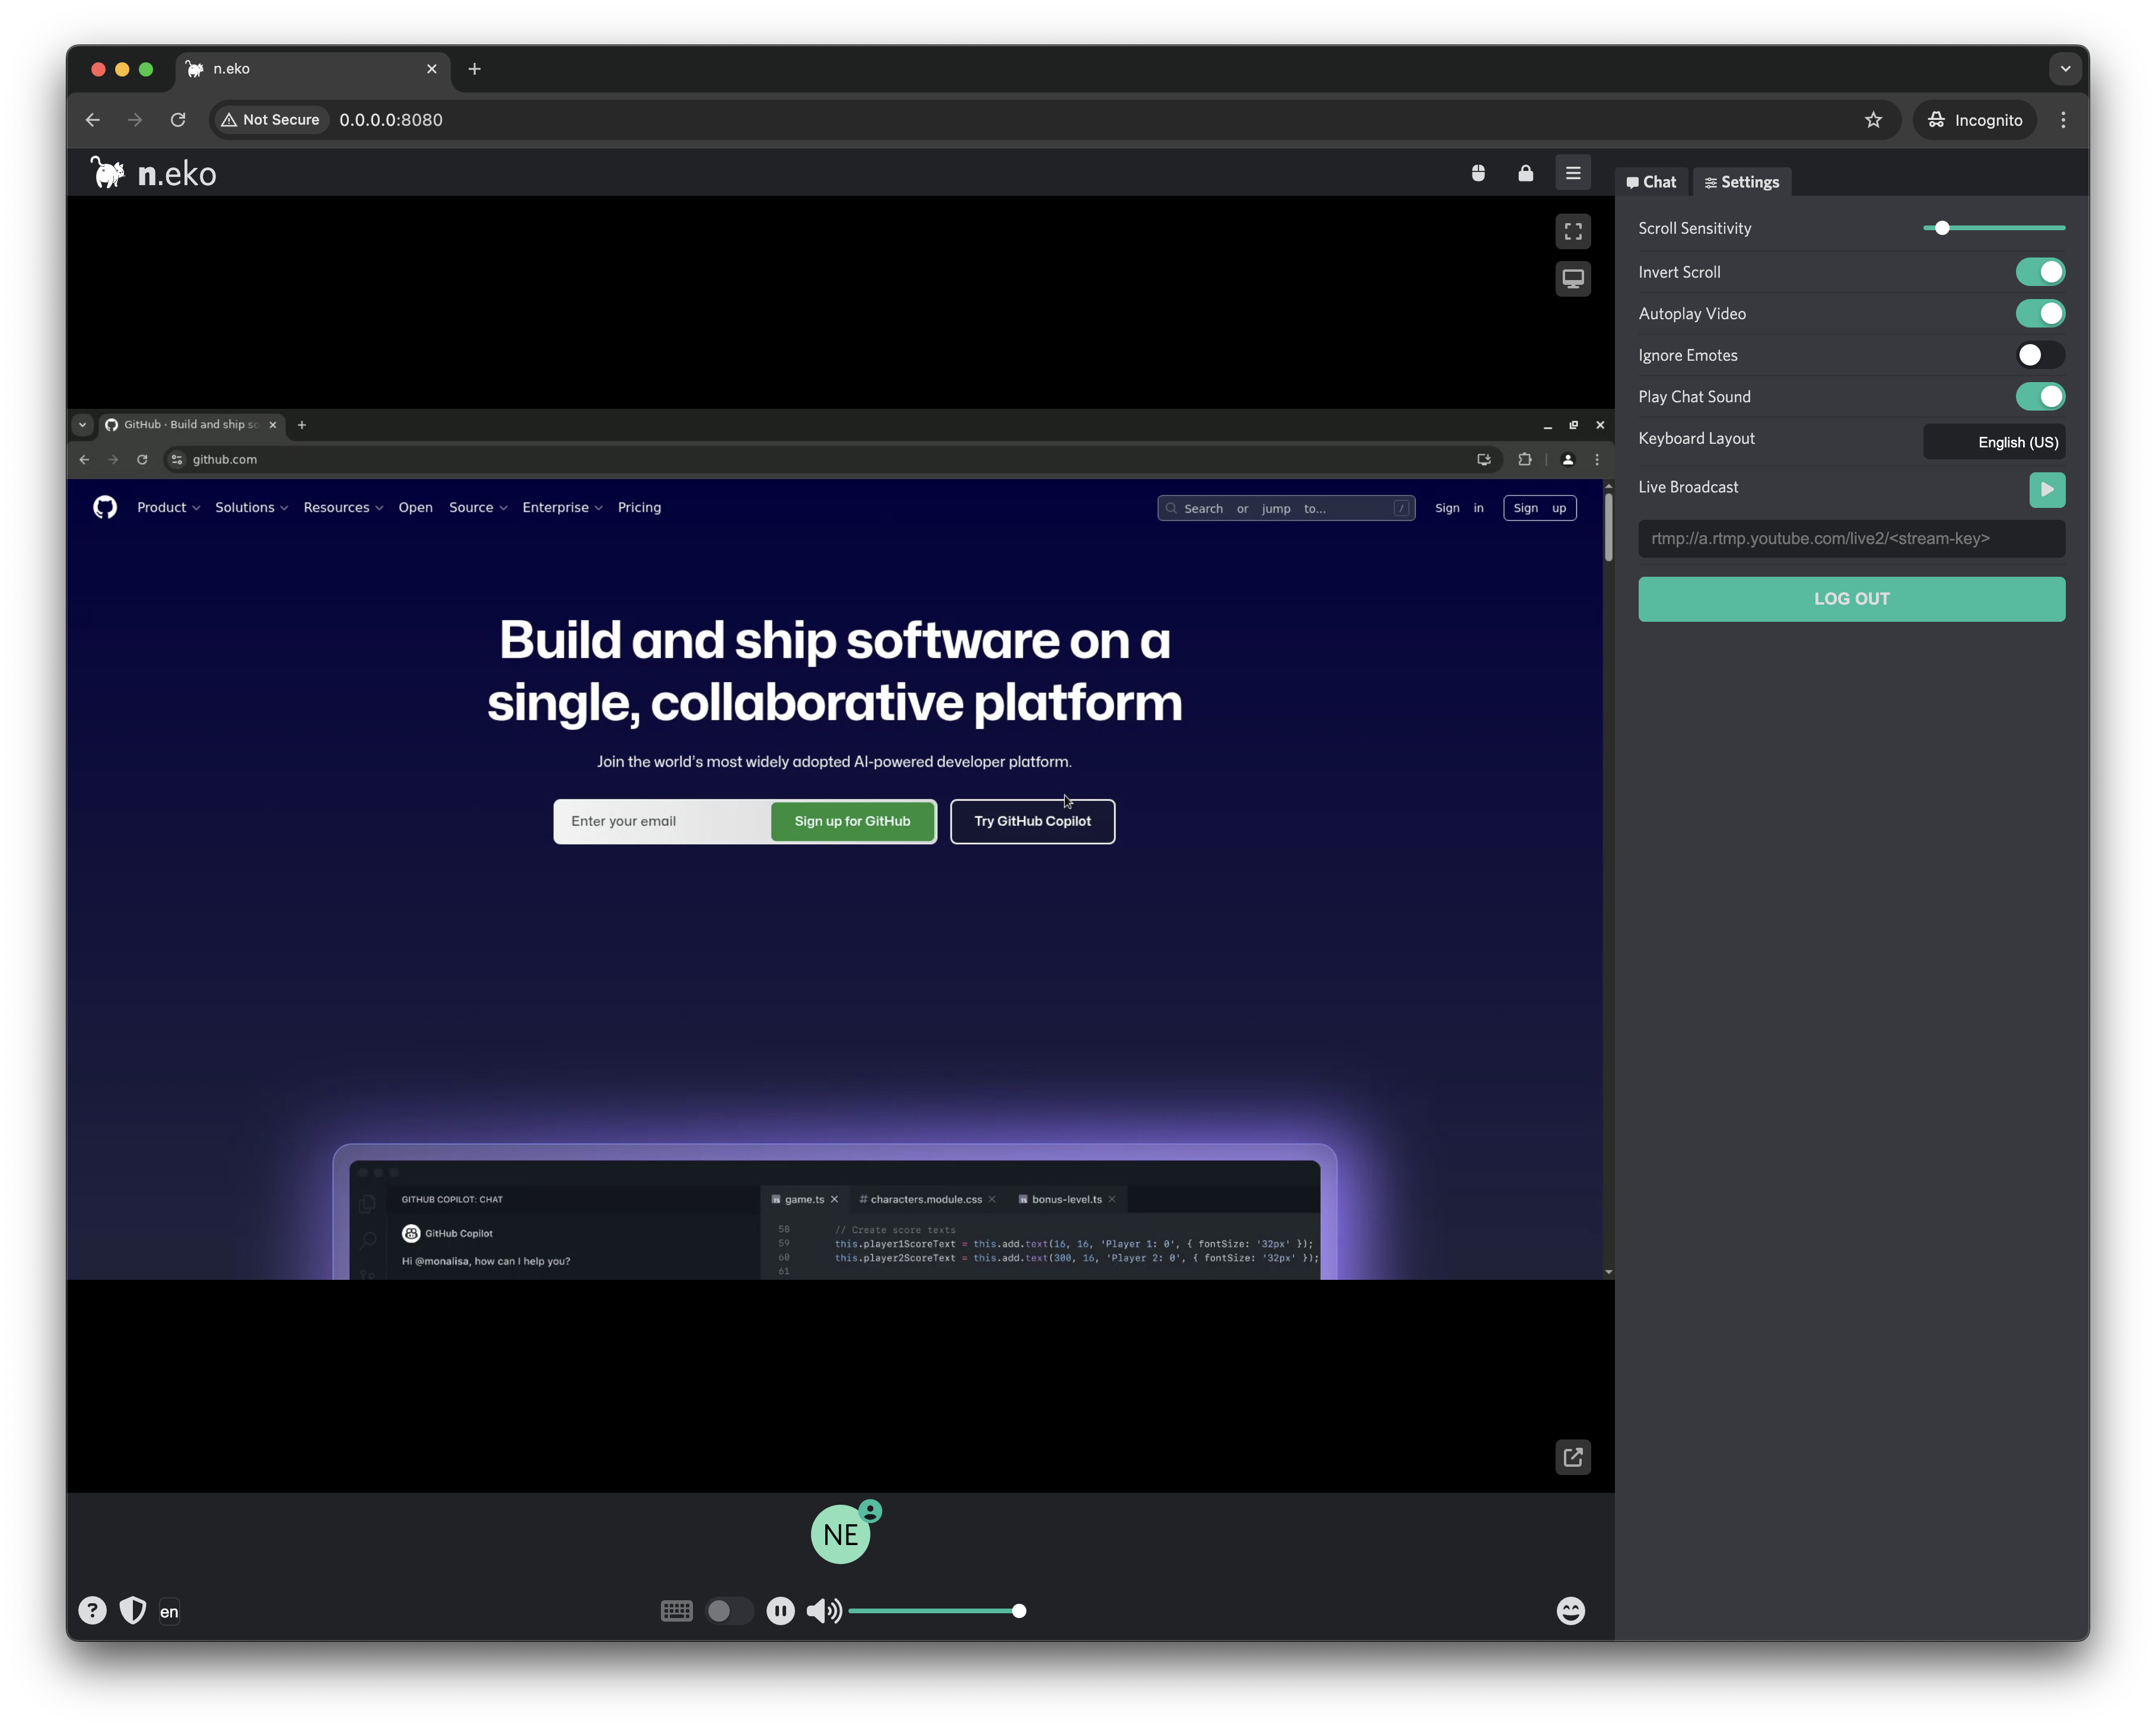 n.eko
Not Secure 0.0.0.0:8080
Incognito
n.eko
Chat Settings
Scroll Sensitivity
Invert Scroll
Autoplay Video
Ignore Emotes
Play Chat Sound
Keyboard Layout English (US)
Live Broadcast
rtmp://a.rtmp.youtube.com/live2/<stream-key>
LOG OUT
GitHub · Build and ship so
github.com
Product Solutions Resources Open Source Enterprise Pricing
Search or jump to... /
Sign in Sign up
Build and ship software on a
single, collaborative platform
Join the world's most widely adopted AI-powered developer platform.
Enter your email Sign up for GitHub Try GitHub Copilot
GITHUB COPILOT: CHAT
GitHub Copilot
Hi @monalisa, how can I help you?
game.ts # characters.module.css bonus-level.ts
58 // Create score texts
59 this.player1ScoreText = this.add.text(16, 16, 'Player 1: 0', { fontSize: '32px' });
60 this.player2ScoreText = this.add.text(300, 16, 'Player 2: 0', { fontSize: '32px' });
61
NE
? en